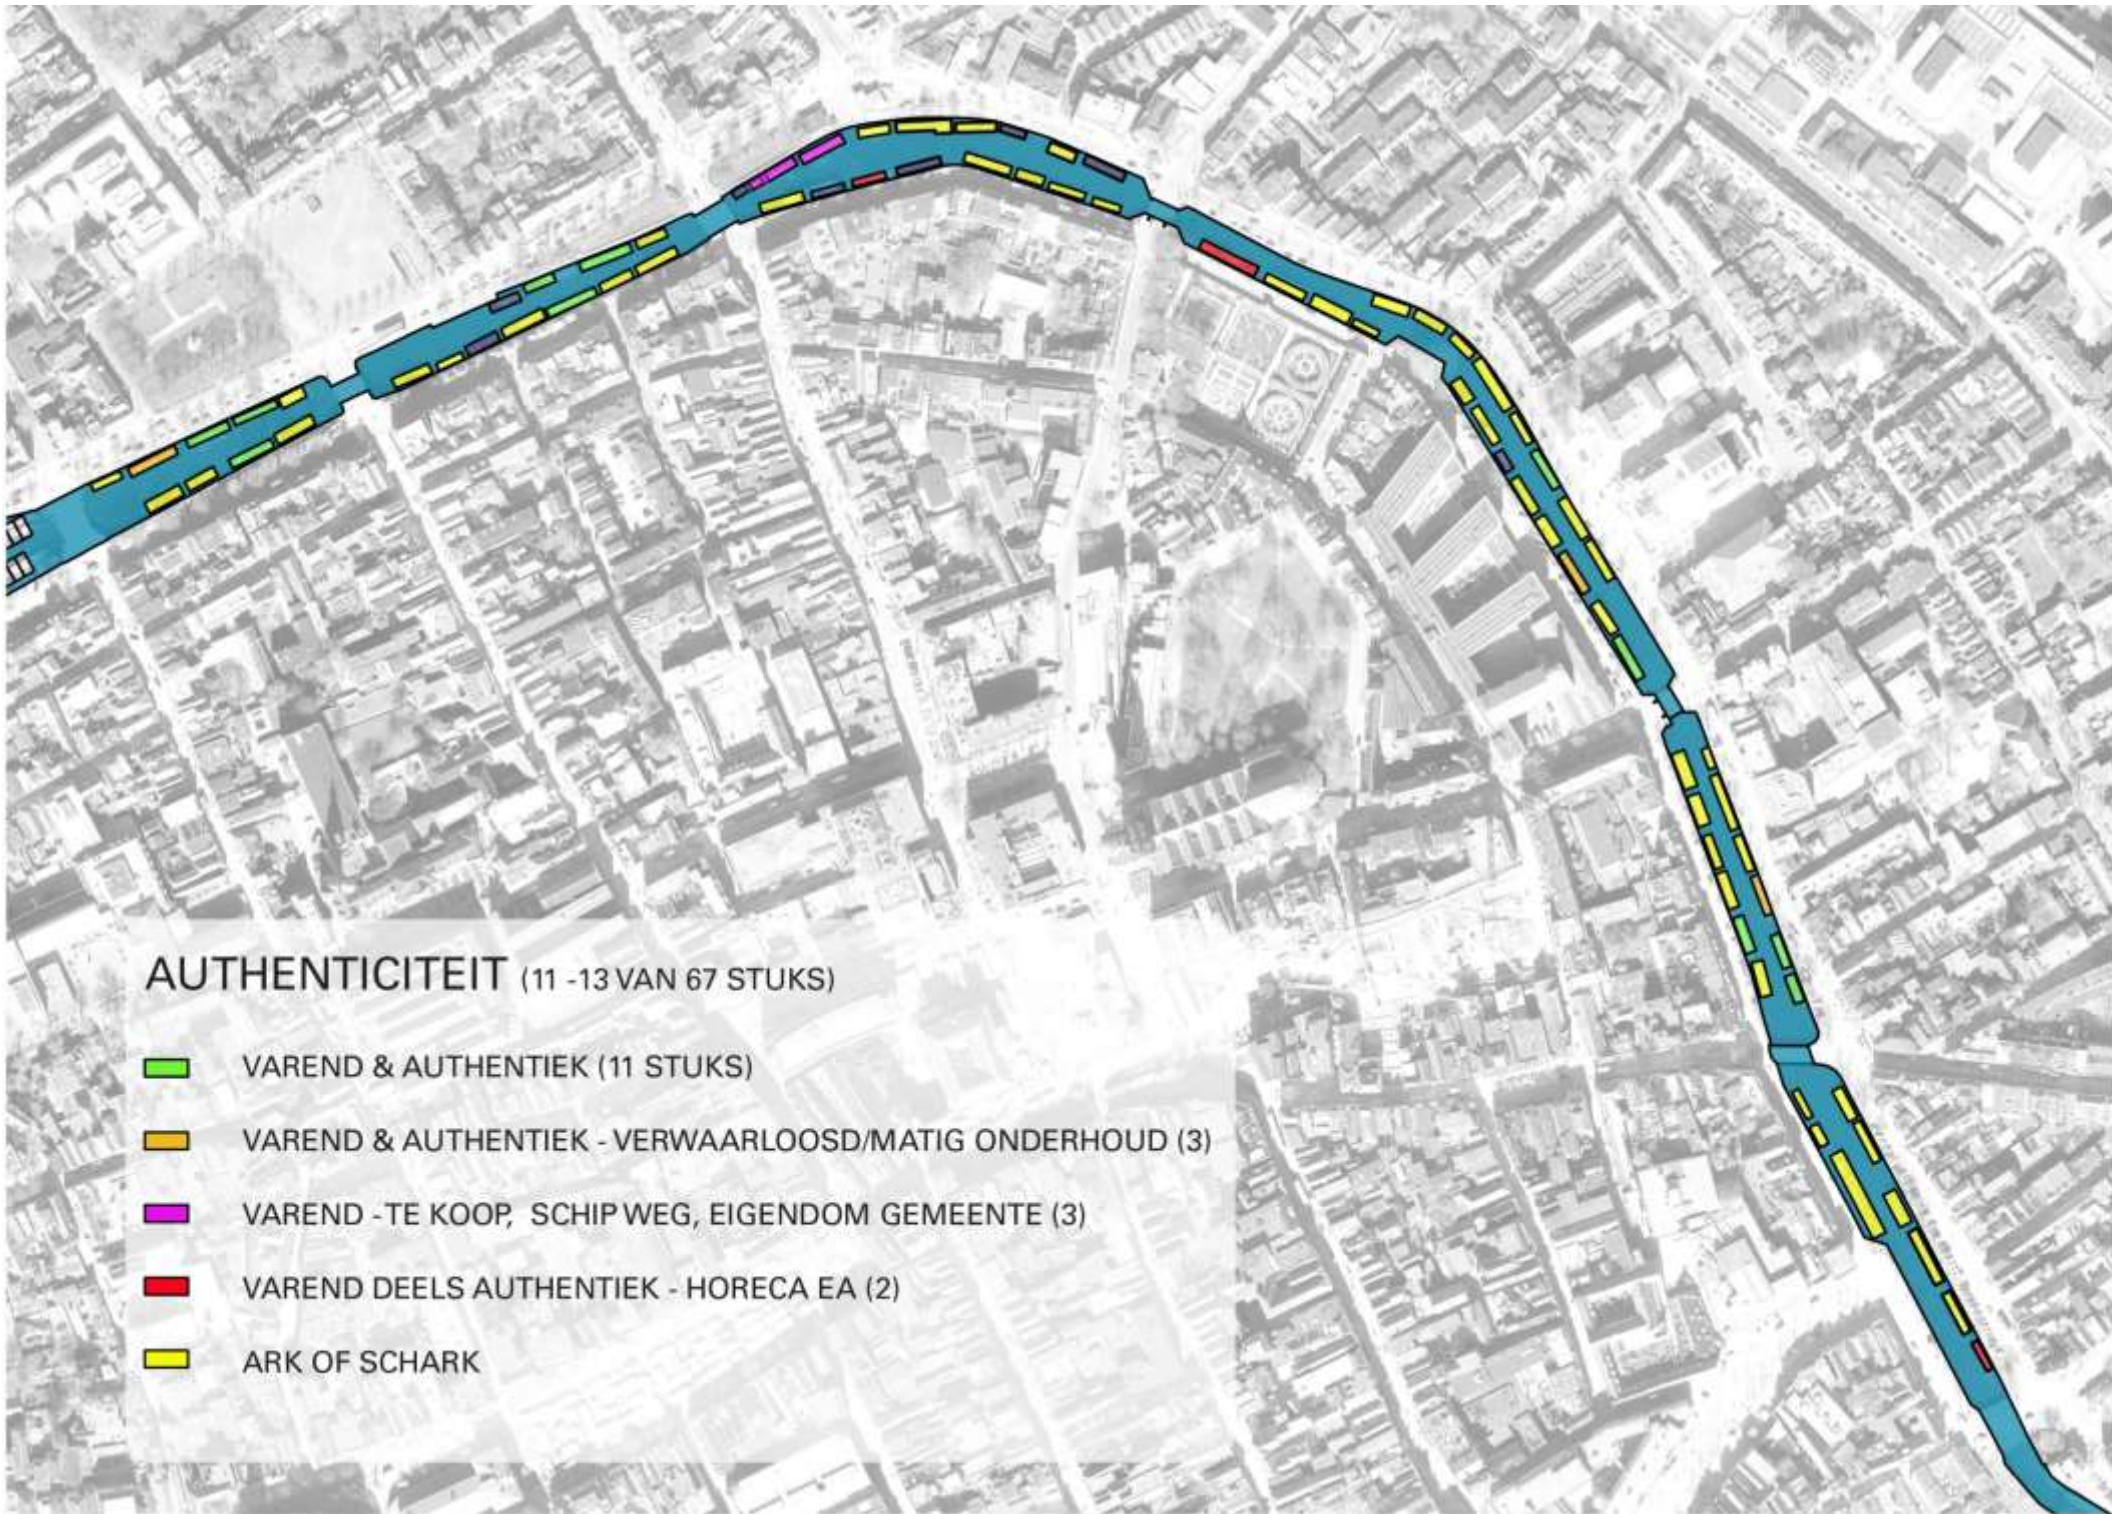 AUTHENTICITEIT (11 -13 VAN 67 STUKS)
VAREND & AUTHENTIEK (11 STUKS)
VAREND & AUTHENTIEK - VERWAARLOOSD/MATIG ONDERHOUD (3)
VAREND - TE KOOP, SCHIP WEG, EIGENDOM GEMEENTE (3)
VAREND DEELS AUTHENTIEK - HORECA EA (2)
ARK OF SCHARK